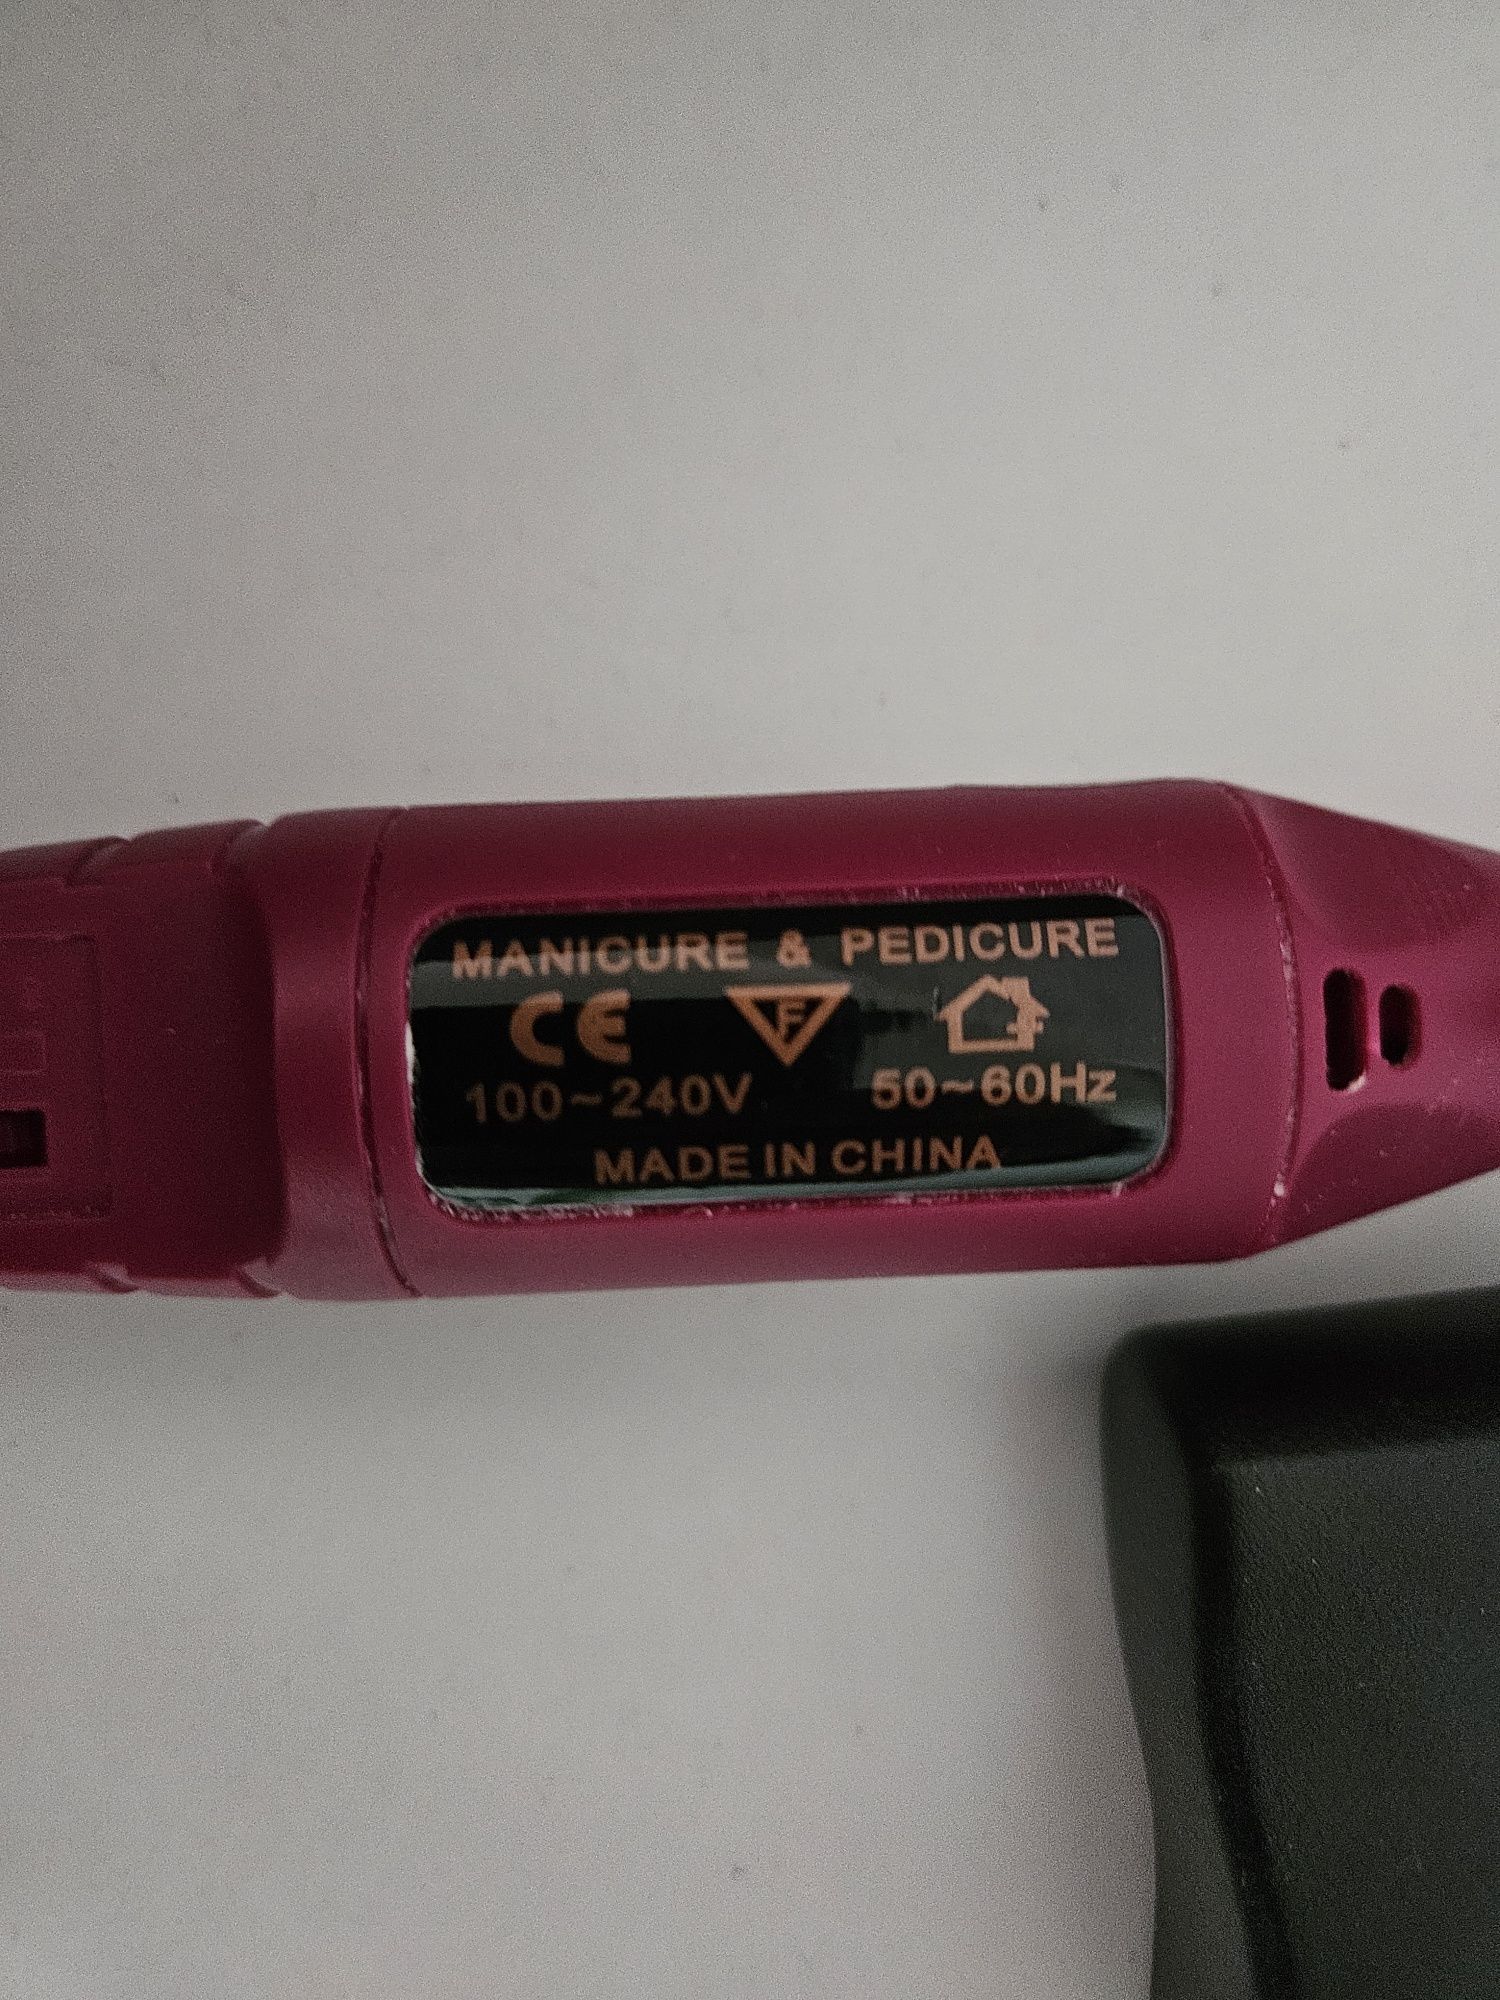 MANICURE & PEDICURE
CE F
100~240V 50~60Hz
MADE IN CHINA